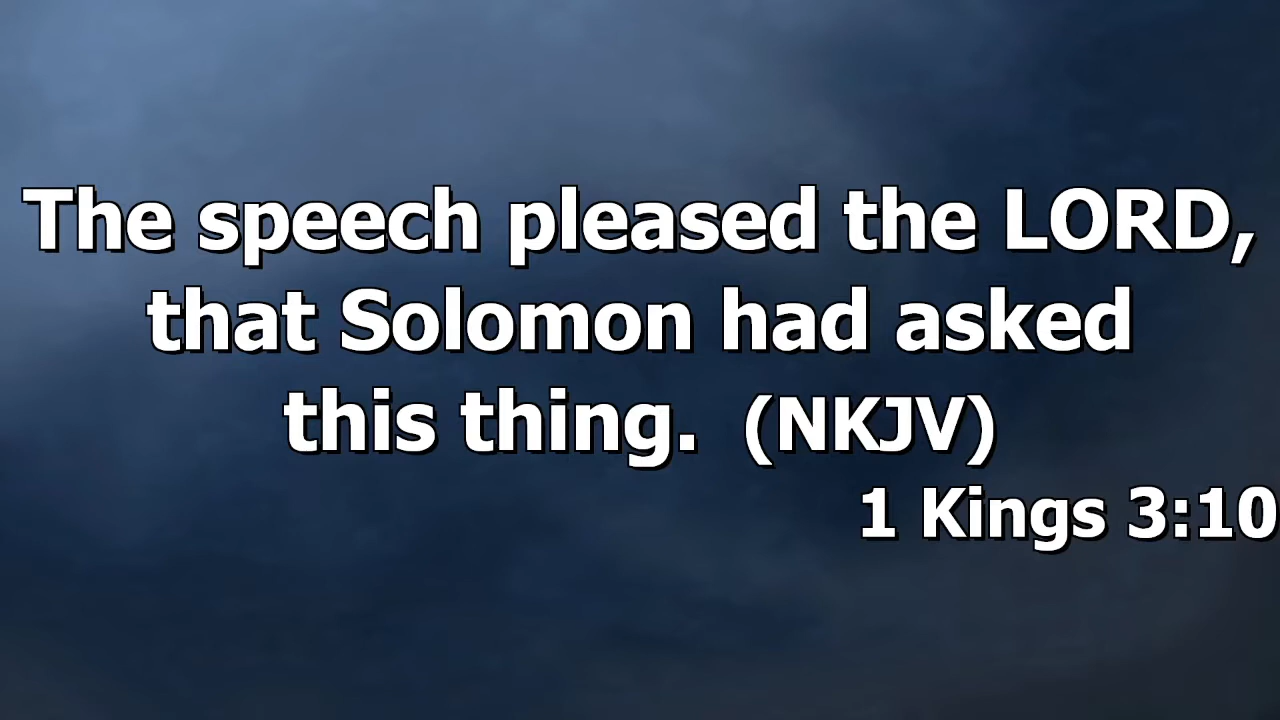 The speech pleased the LORD,
that Solomon had asked
this thing.  (NKJV)
1 Kings 3:10